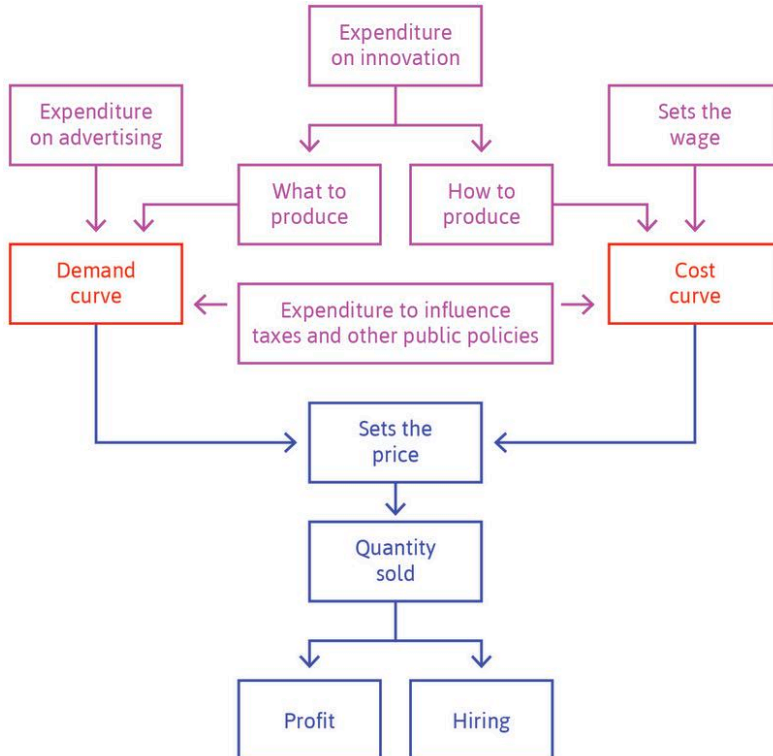 Expenditure
on innovation
Expenditure
on advertising
Sets the
wage
What to
produce
How to
produce
Demand
curve
Expenditure to influence
taxes and other public policies
Cost
curve
Sets the
price
Quantity
sold
Profit
Hiring